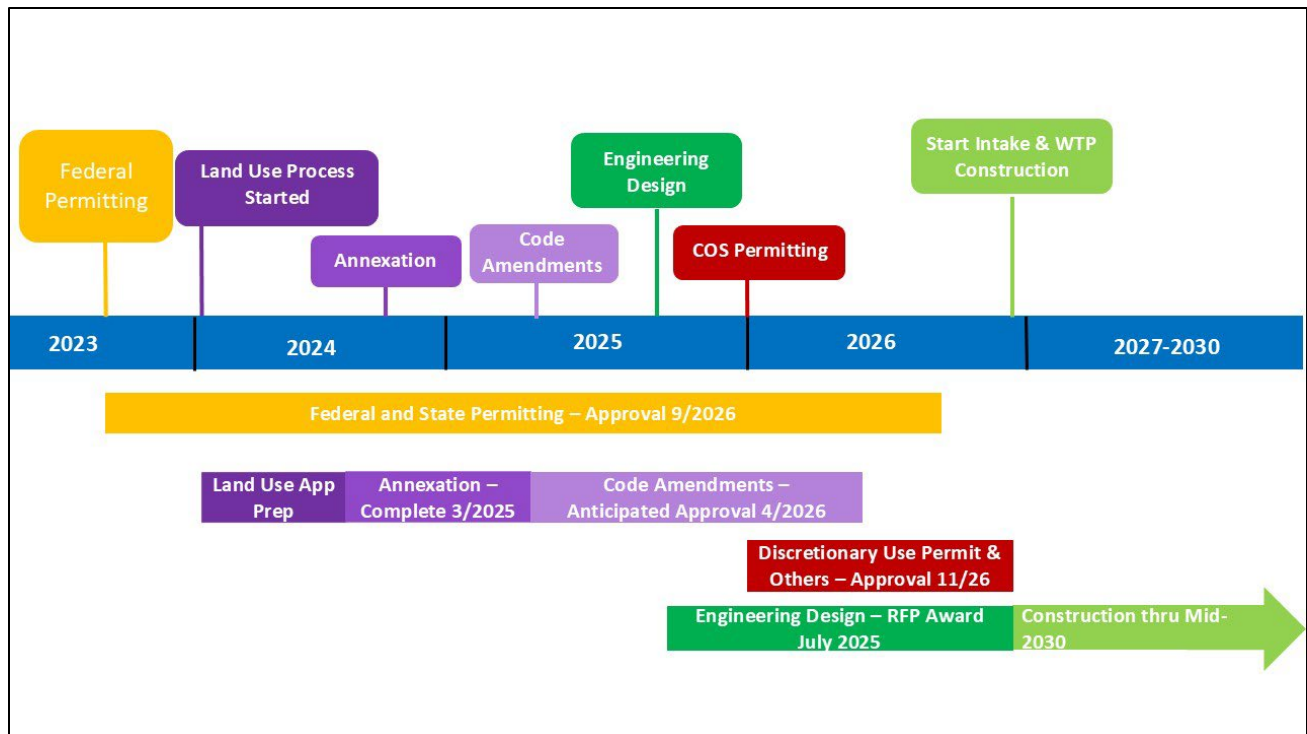 Federal
Permitting
Land Use Process
Started
Annexation
Code
Amendments
Engineering
Design
COS Permitting
Start Intake & WTP
Construction
2023
2024
2025
2026
2027-2030
Federal and State Permitting – Approval 9/2026
Land Use App
Prep
Annexation –
Complete 3/2025
Code Amendments –
Anticipated Approval 4/2026
Discretionary Use Permit &
Others – Approval 11/26
Engineering Design – RFP Award
July 2025
Construction thru Mid-
2030